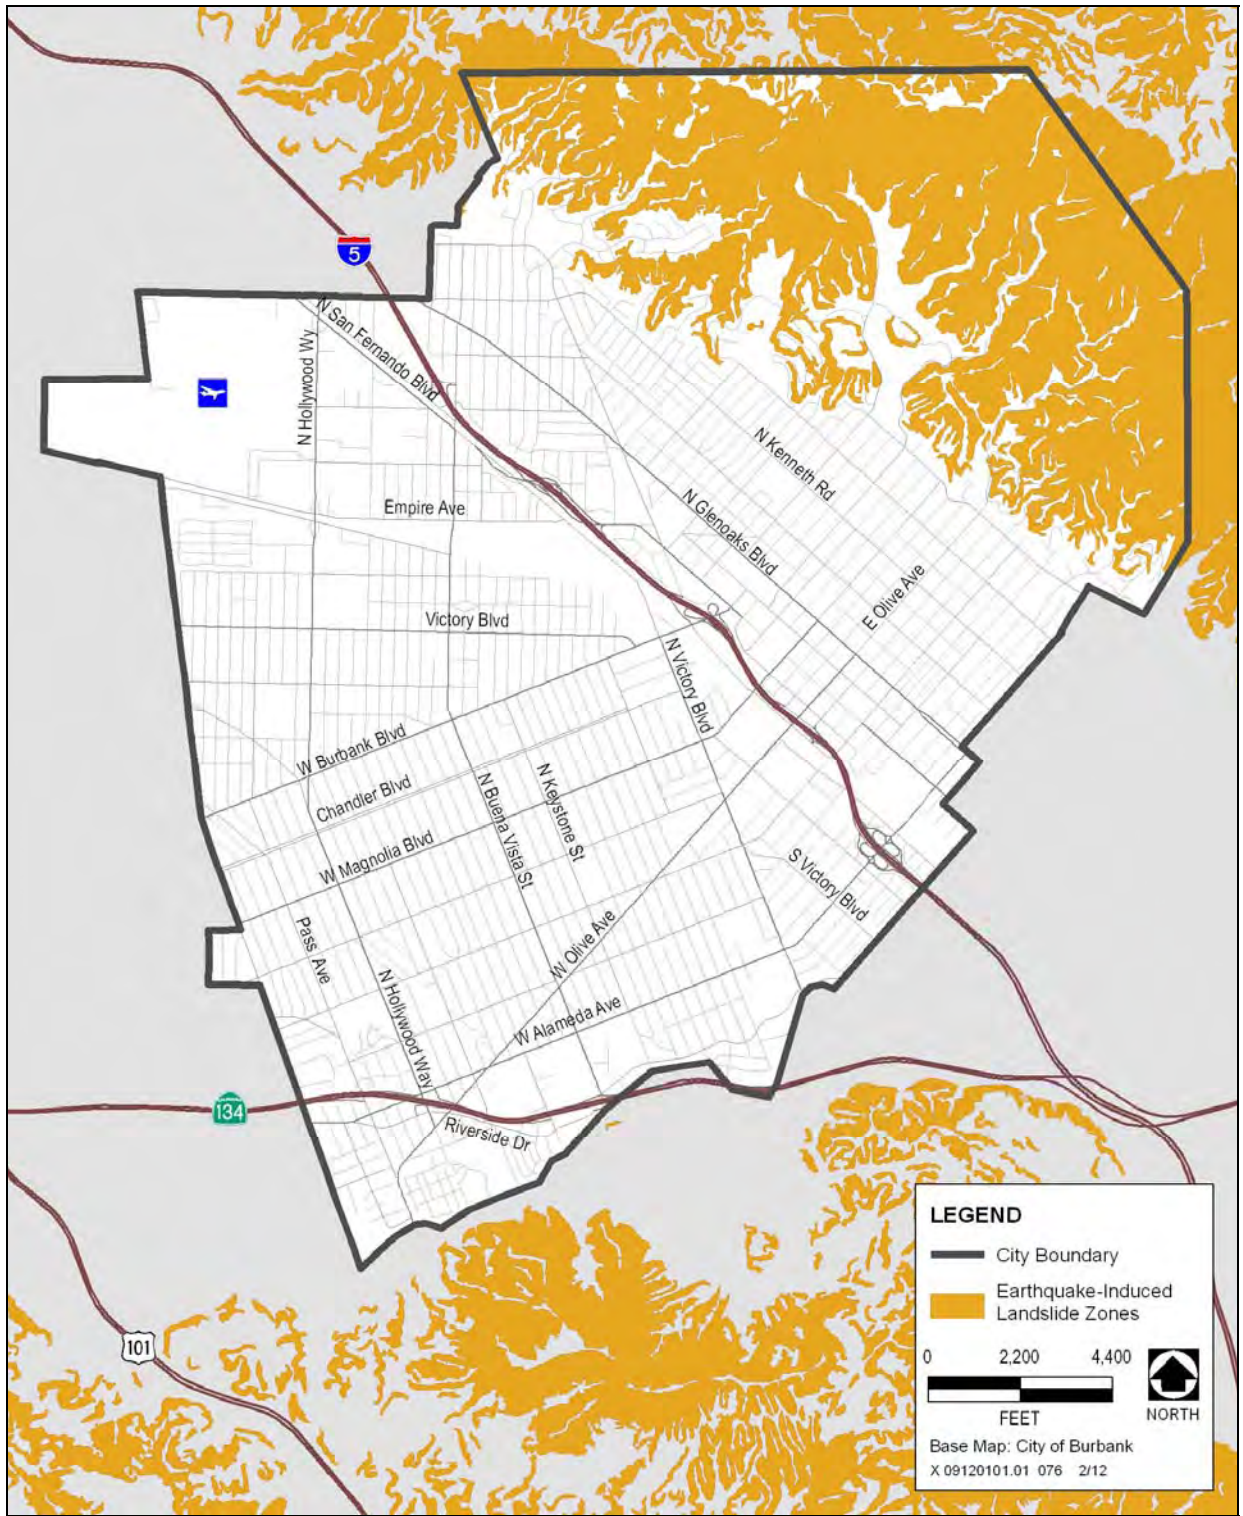 5
N San Fernando Blvd
N Hollywood Wy
N Kenneth Rd
N Glenoaks Blvd
Empire Ave
E Olive Ave
Victory Blvd
N Victory Blvd
W Burbank Blvd
Chandler Blvd
N Keystone St
N Buena Vista St
W Magnolia Blvd
S Victory Blvd
Pass Ave
W Olive Ave
N Hollywood Way
W Alameda Ave
134
Riverside Dr
101
LEGEND
City Boundary
Earthquake-Induced
Landslide Zones
0 2,200 4,400
FEET
NORTH
Base Map: City of Burbank
X 09120101.01 076 2/12